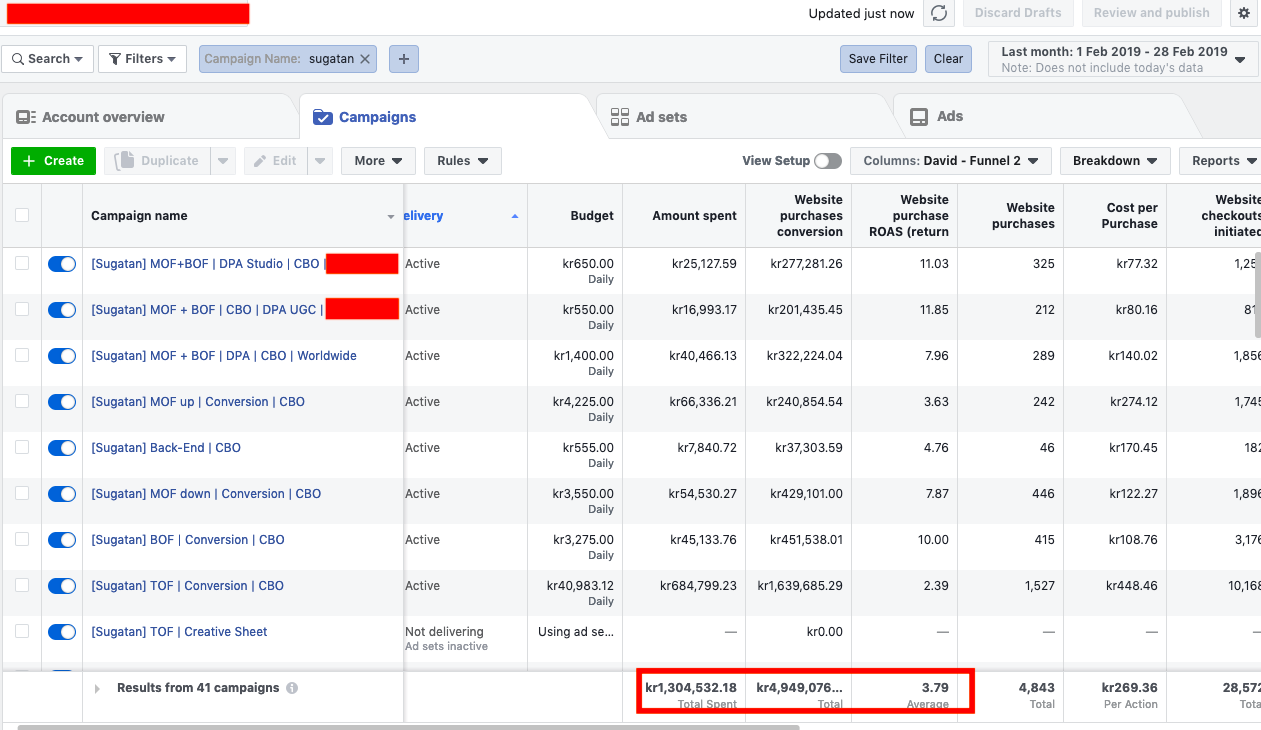 Updated just now
Discard Drafts
Review and publish
Search
Filters
Campaign Name: sugatan
+
Save Filter
Clear
Last month: 1 Feb 2019 - 28 Feb 2019
Note: Does not include today's data
Account overview
Campaigns
Ad sets
Ads
+ Create
Duplicate
Edit
More
Rules
View Setup
Columns: David - Funnel 2
Breakdown
Reports
Campaign name
elivery
Budget
Amount spent
Website purchases conversion
Website purchase ROAS (return
Website purchases
Cost per Purchase
Website checkouts initiated
[Sugatan] MOF+BOF | DPA Studio | CBO | Active kr650.00 kr25,127.59 kr277,281.26 11.03 325 kr77.32 1,25
Daily
[Sugatan] MOF + BOF | CBO | DPA UGC | Active kr550.00 kr16,993.17 kr201,435.45 11.85 212 kr80.16 81
Daily
[Sugatan] MOF + BOF | DPA | CBO | Worldwide Active kr1,400.00 kr40,466.13 kr322,224.04 7.96 289 kr140.02 1,856
Daily
[Sugatan] MOF up | Conversion | CBO Active kr4,225.00 kr66,336.21 kr240,854.54 3.63 242 kr274.12 1,745
Daily
[Sugatan] Back-End | CBO Active kr555.00 kr7,840.72 kr37,303.59 4.76 46 kr170.45 182
Daily
[Sugatan] MOF down | Conversion | CBO Active kr3,550.00 kr54,530.27 kr429,101.00 7.87 446 kr122.27 1,896
Daily
[Sugatan] BOF | Conversion | CBO Active kr3,275.00 kr45,133.76 kr451,538.01 10.00 415 kr108.76 3,176
Daily
[Sugatan] TOF | Conversion | CBO Active kr40,983.12 kr684,799.23 kr1,639,685.29 2.39 1,527 kr448.46 10,168
Daily
[Sugatan] TOF | Creative Sheet Not delivering Using ad se... — kr0.00 — — — —
Ad sets inactive
Results from 41 campaigns kr1,304,532.18 kr4,949,076... 3.79 4,843 kr269.36 28,572
Total Spent Total Average Total Per Action Tota